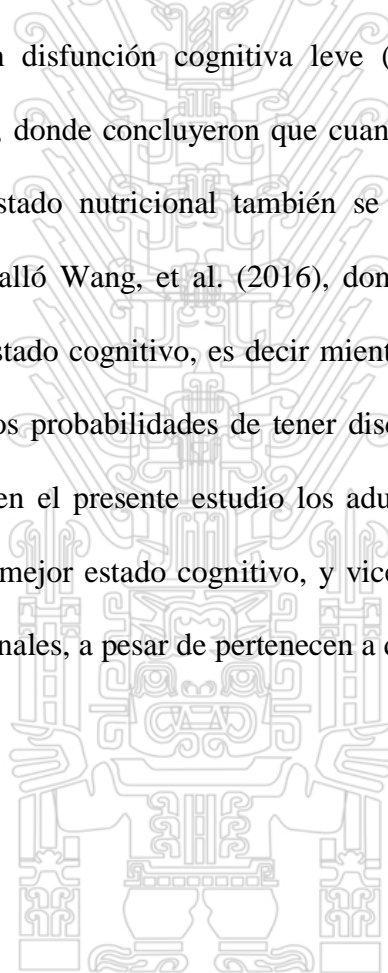 disfunción cognitiva leve (
, donde concluyeron que cuan
stado nutricional también se
alló Wang, et al. (2016), don
stado cognitivo, es decir mient
os probabilidades de tener disc
en el presente estudio los adu
mejor estado cognitivo, y vice
nales, a pesar de pertenecen a c